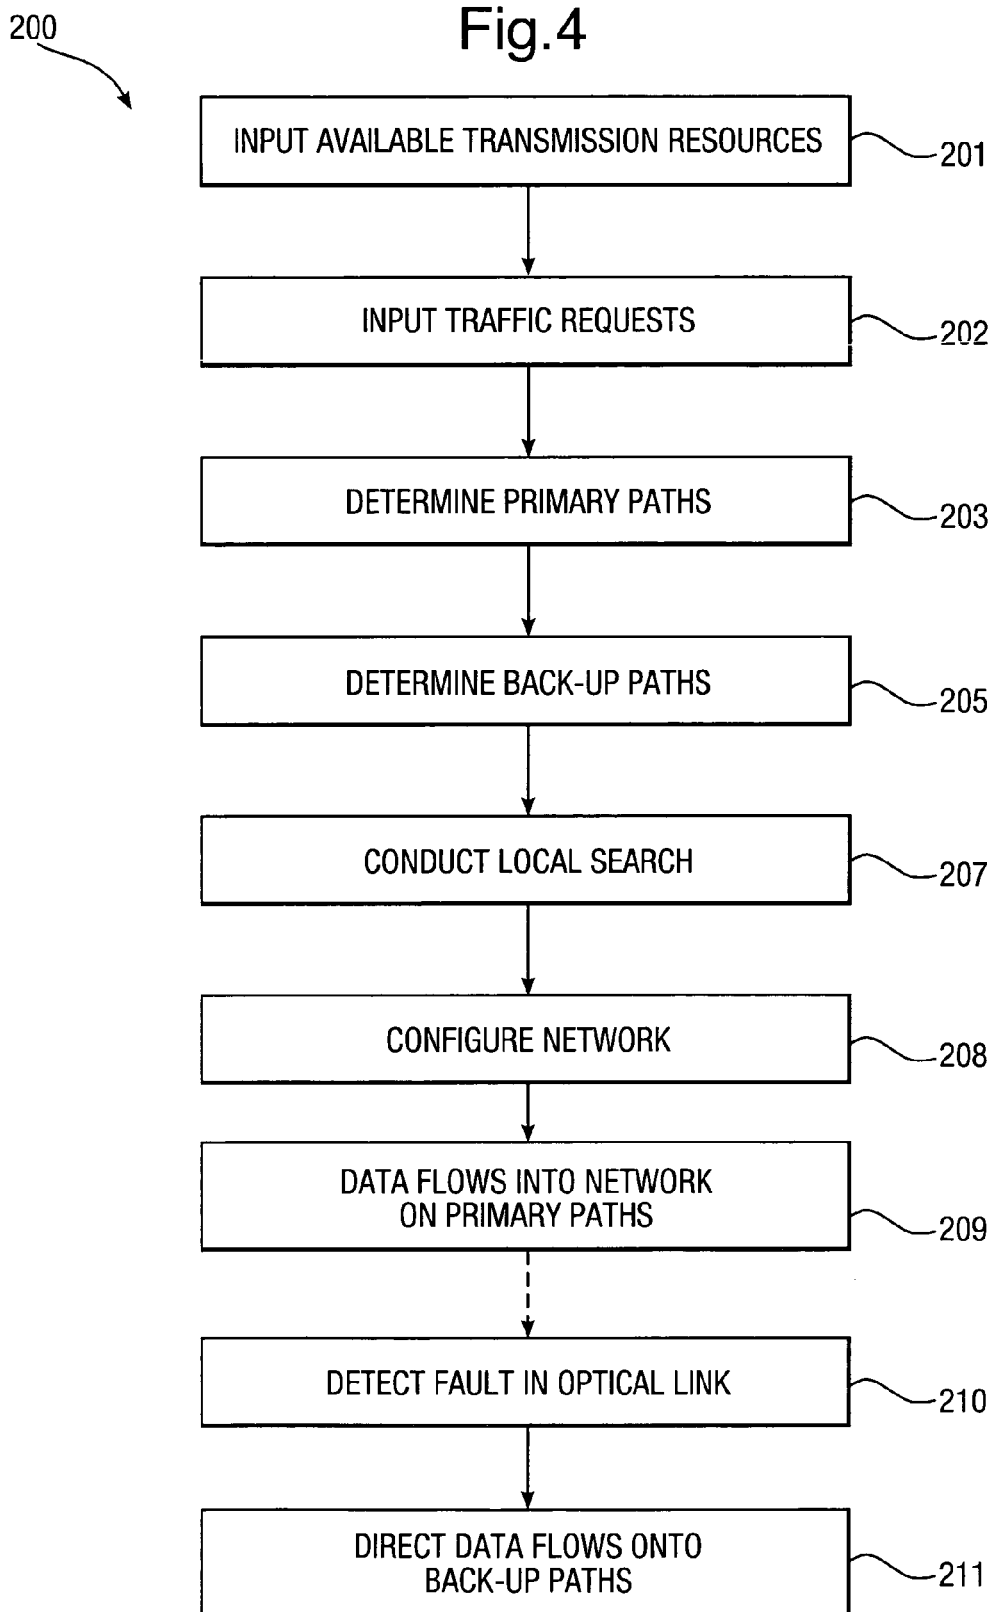 200
Fig.4
INPUT AVAILABLE TRANSMISSION RESOURCES
201
INPUT TRAFFIC REQUESTS
202
DETERMINE PRIMARY PATHS
203
DETERMINE BACK-UP PATHS
205
CONDUCT LOCAL SEARCH
207
CONFIGURE NETWORK
208
DATA FLOWS INTO NETWORK
ON PRIMARY PATHS
209
DETECT FAULT IN OPTICAL LINK
210
DIRECT DATA FLOWS ONTO
BACK-UP PATHS
211